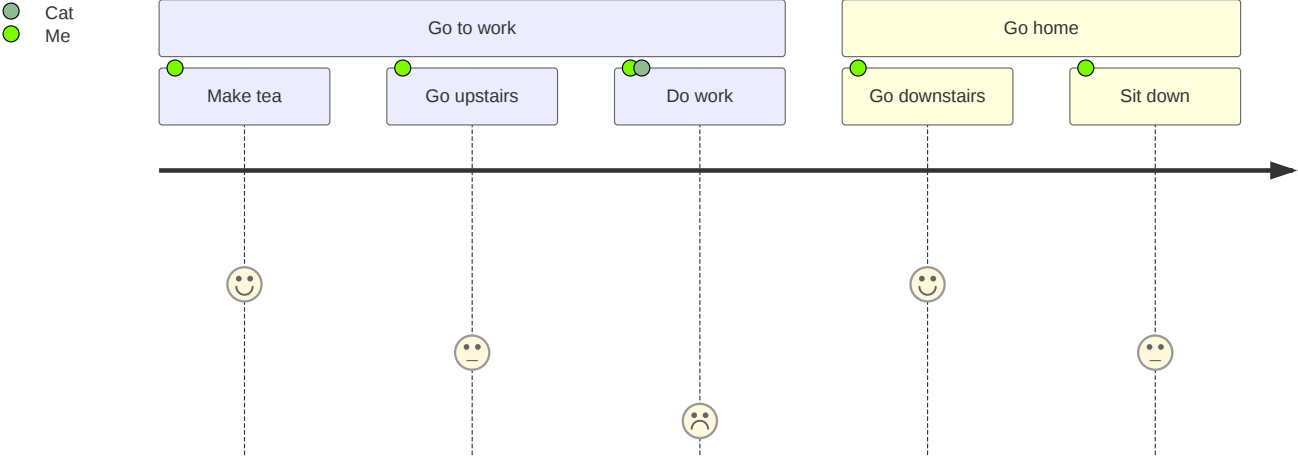 Cat
Me
Go to work
Go home
Make tea
Go upstairs
Do work
Go downstairs
Sit down